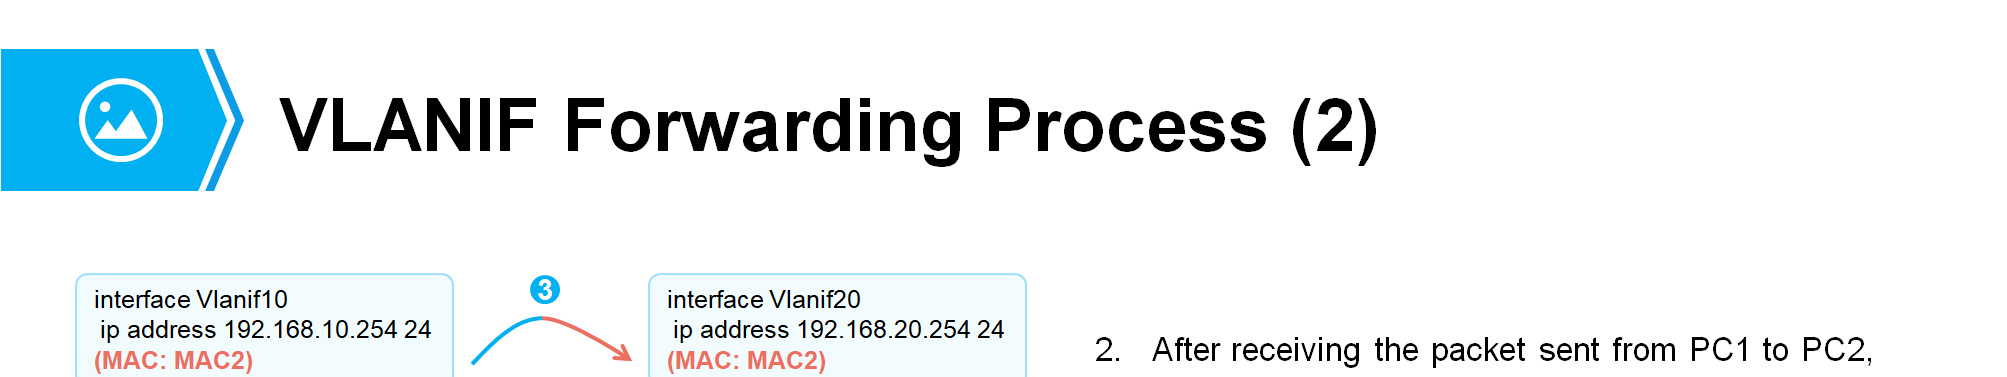 VLANIF Forwarding Process (2)
interface Vlanif10
ip address 192.168.10.254 24
(MAC: MAC2)
3
interface Vlanif20
ip address 192.168.20.254 24
(MAC: MAC2)
2. After receiving the packet sent from PC1 to PC2,